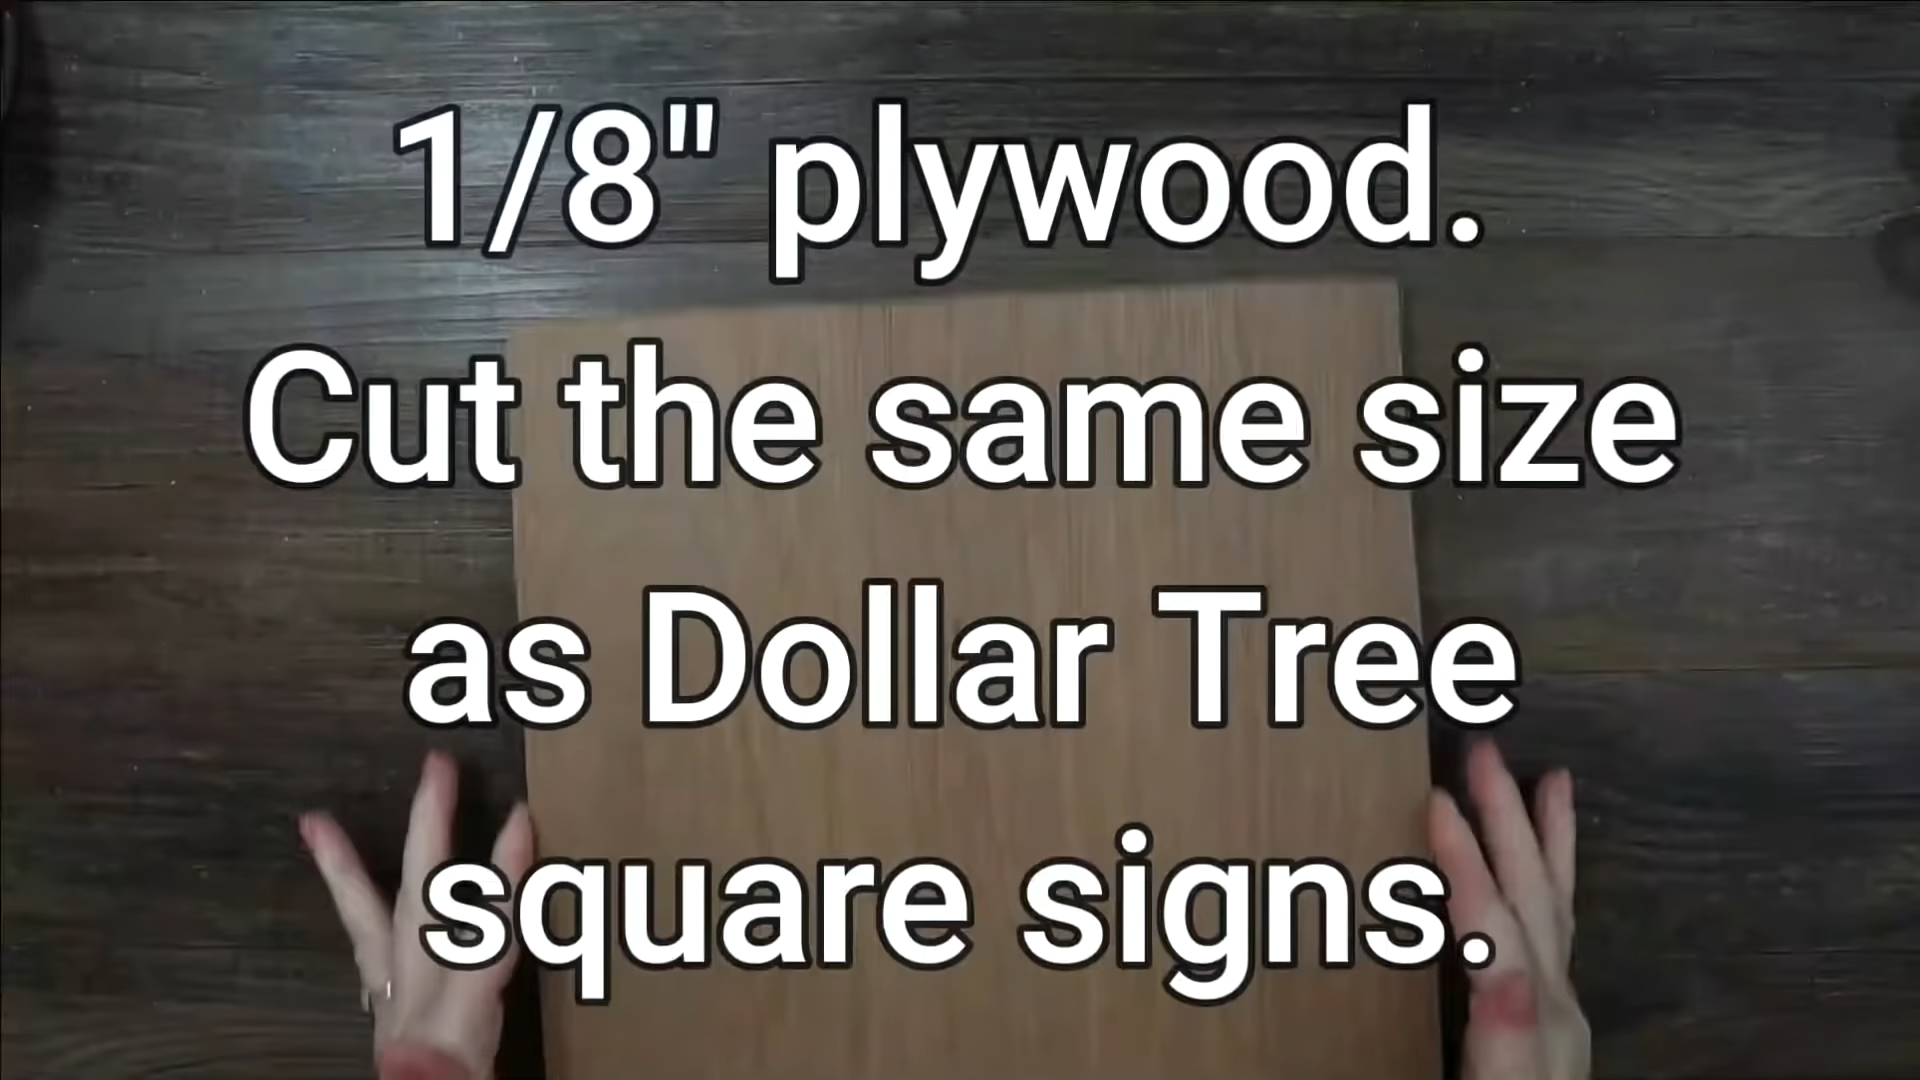 1/8" plywood.
Cut the same size
as Dollar Tree
square signs.